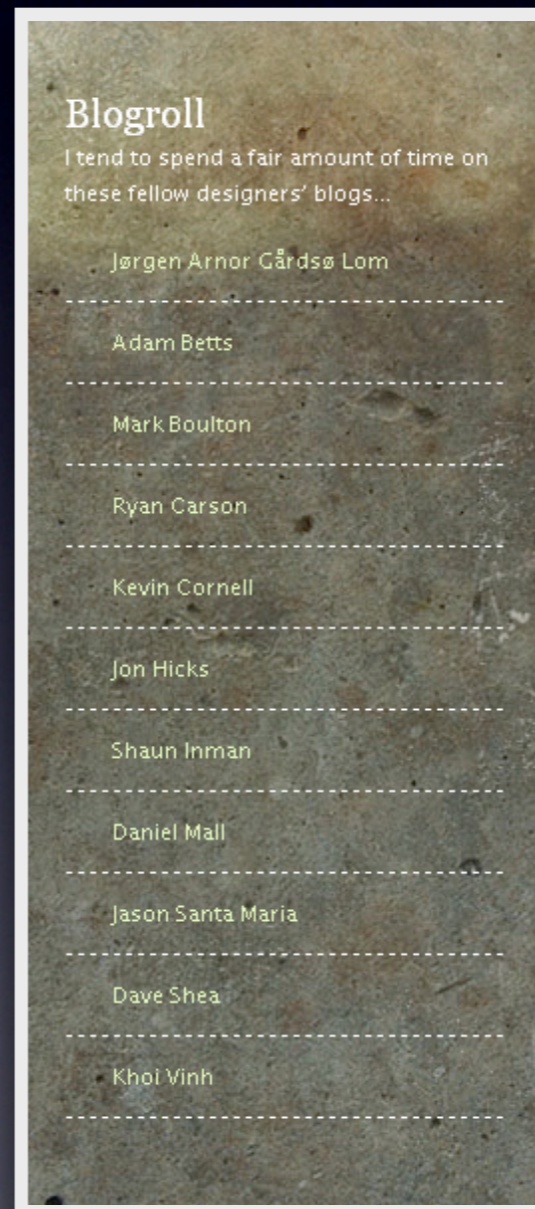 Blogroll
I tend to spend a fair amount of time on
these fellow designers’ blogs...
Jørgen Arnor Gårdsø Lom
Adam Betts
Mark Boulton
Ryan Carson
Kevin Cornell
Jon Hicks
Shaun Inman
Daniel Mall
Jason Santa Maria
Dave Shea
Khoi Vinh